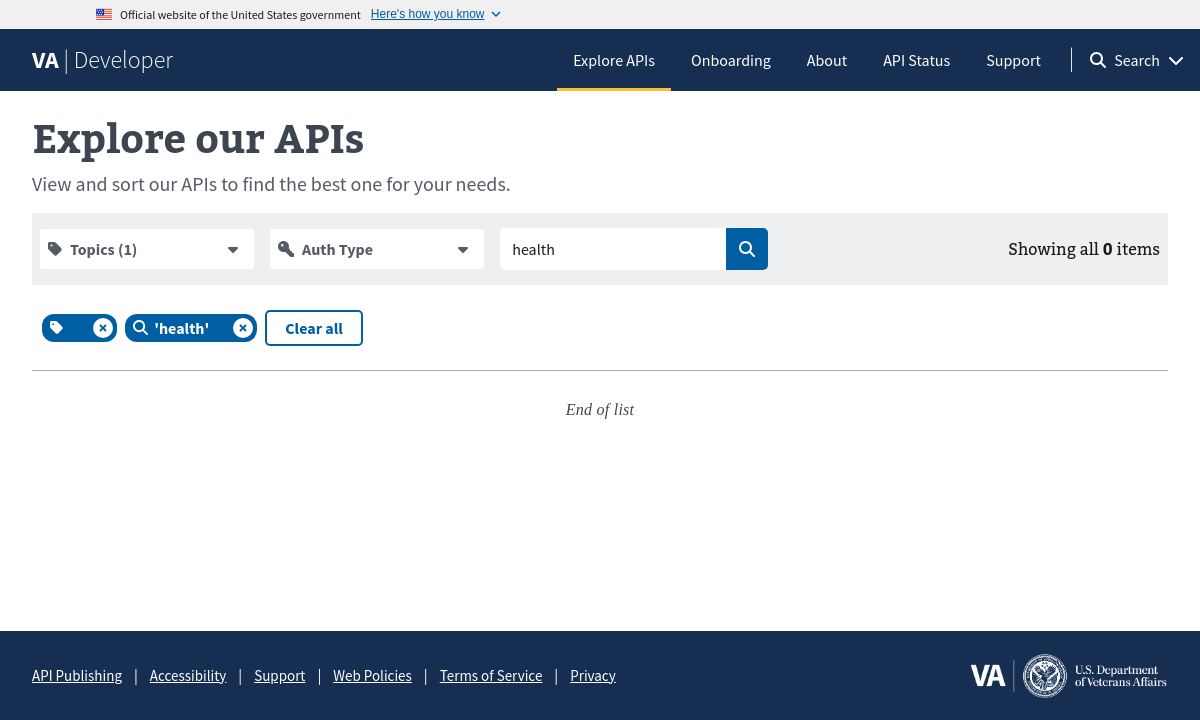 Official website of the United States government Here's how you know
VA | Developer Explore APIs Onboarding About API Status Support Search
Explore our APIs
View and sort our APIs to find the best one for your needs.
Topics (1) Auth Type health Showing all 0 items
'health' Clear all
End of list
API Publishing | Accessibility | Support | Web Policies | Terms of Service | Privacy
VA U.S. Department
of Veterans Affairs